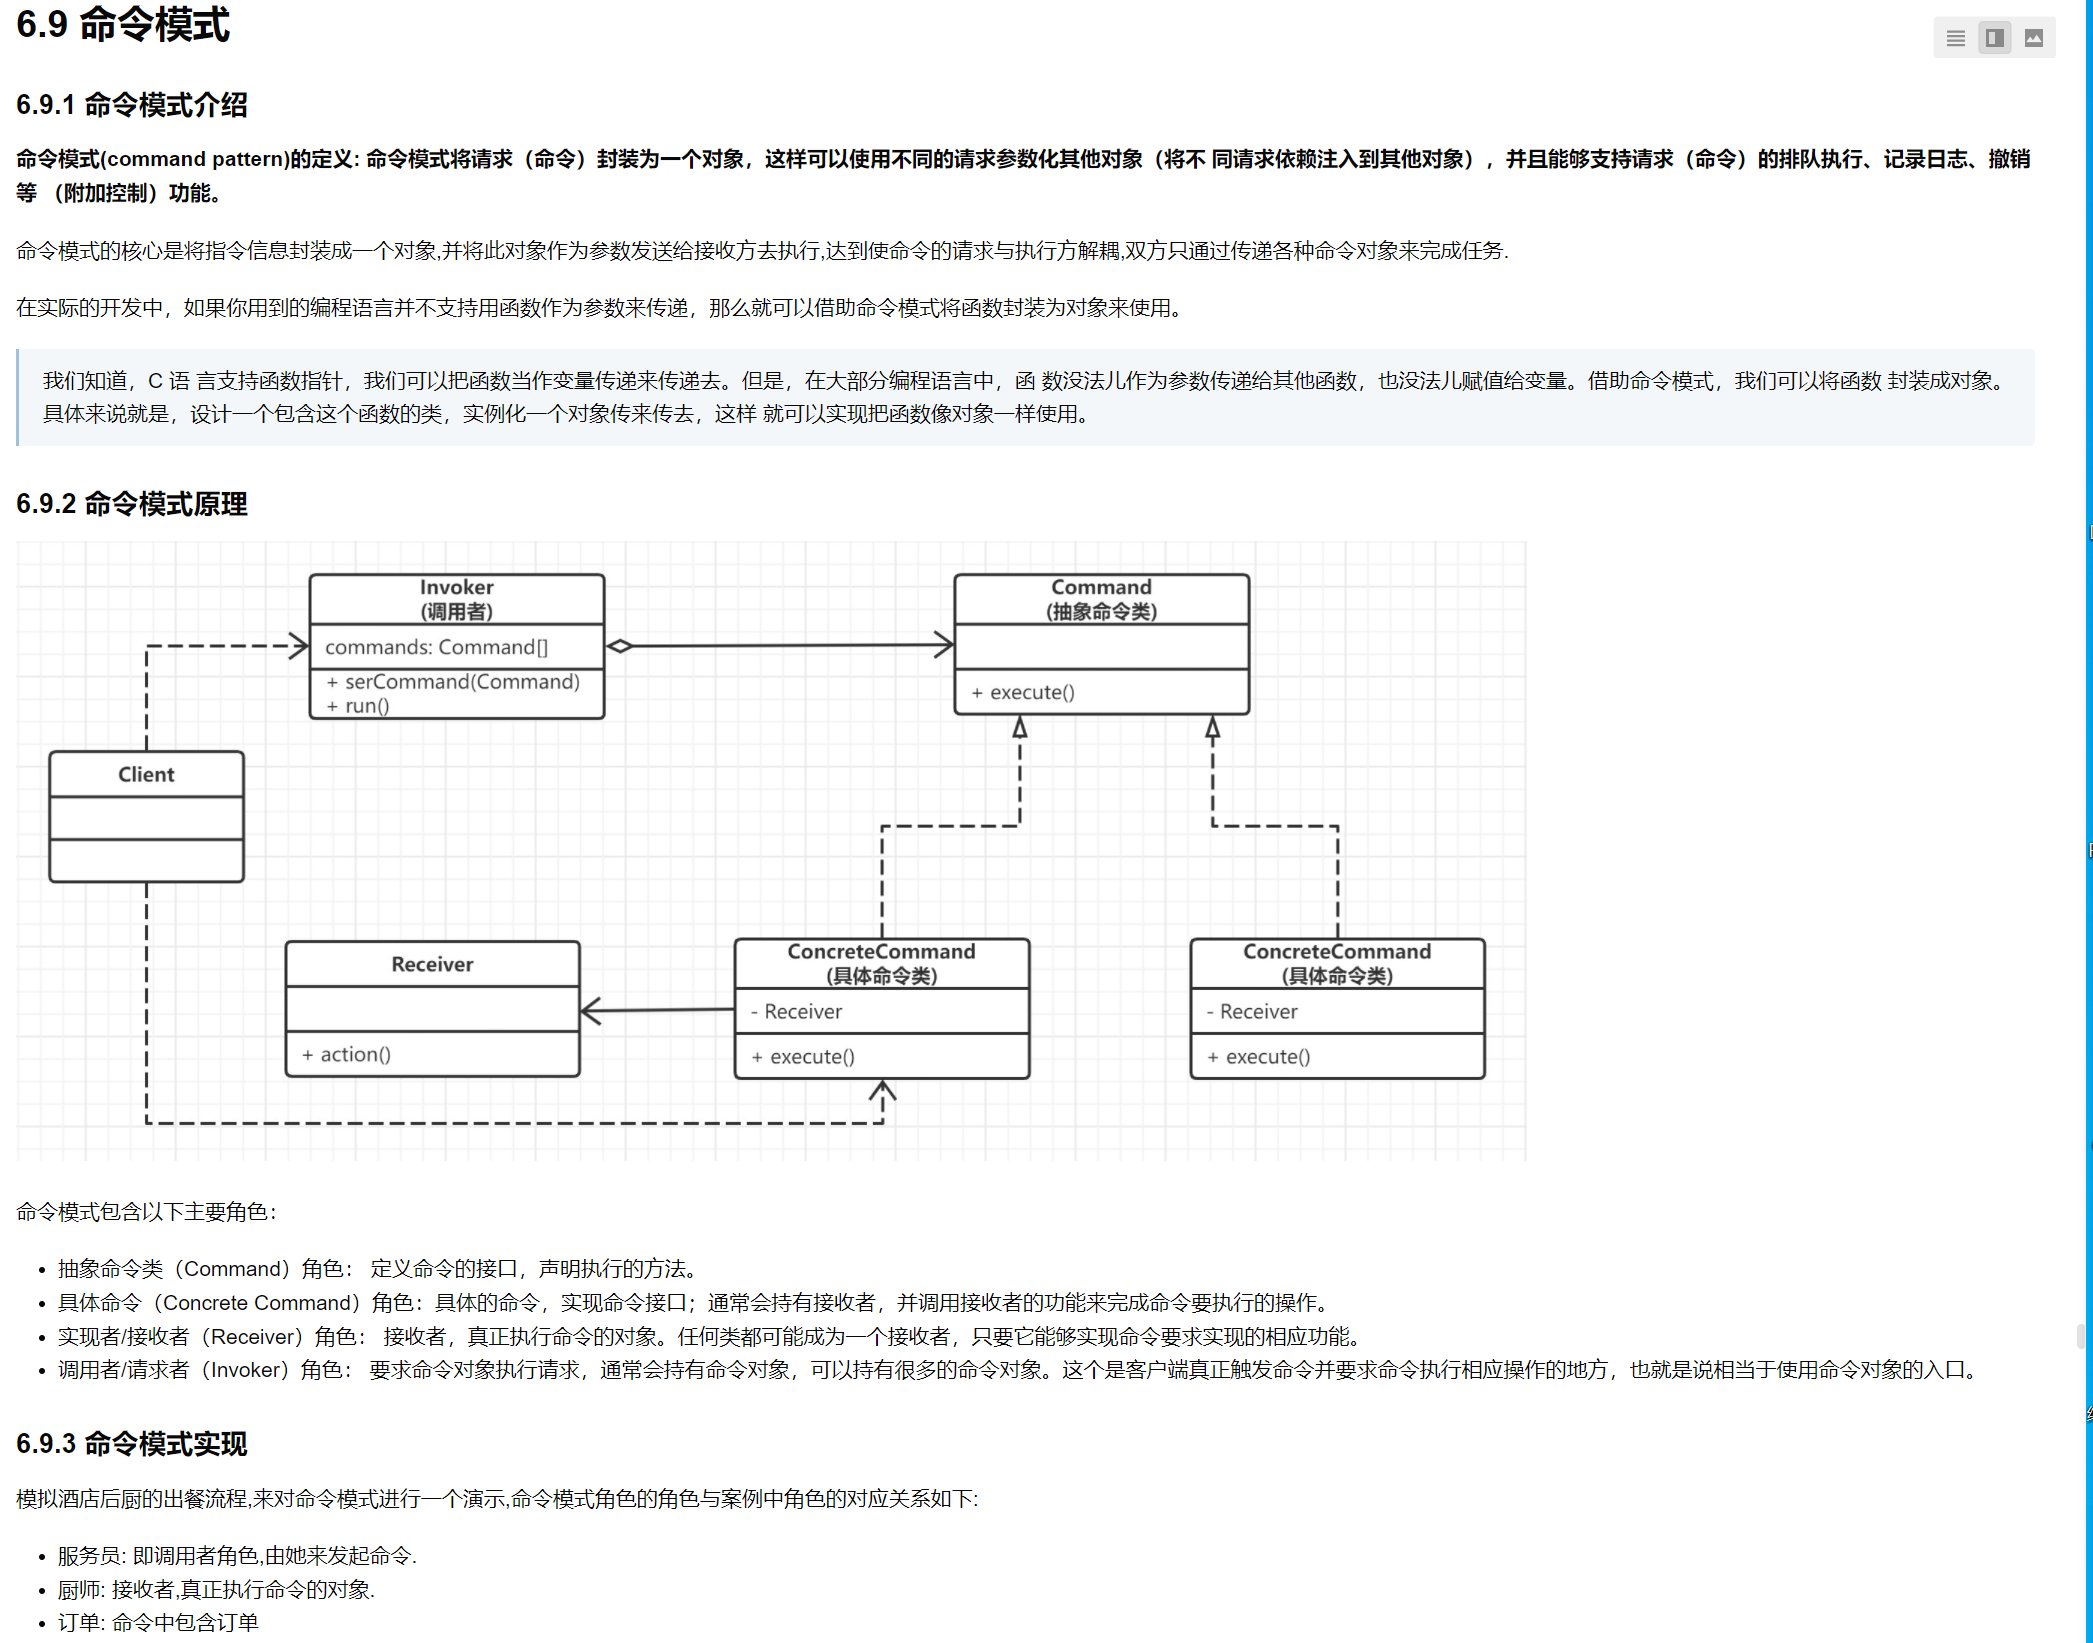 6.9 命令模式
6.9.1 命令模式介绍
命令模式(command pattern)的定义: 命令模式将请求（命令）封装为一个对象，这样可以使用不同的请求参数化其他对象（将不 同请求依赖注入到其他对象），并且能够支持请求（命令）的排队执行、记录日志、撤销
等 （附加控制）功能。
命令模式的核心是将指令信息封装成一个对象,并将此对象作为参数发送给接收方去执行,达到使命令的请求与执行方解耦,双方只通过传递各种命令对象来完成任务.
在实际的开发中，如果你用到的编程语言并不支持用函数作为参数来传递，那么就可以借助命令模式将函数封装为对象来使用。
我们知道，C 语 言支持函数指针，我们可以把函数当作变量传递来传递去。但是，在大部分编程语言中，函 数没法儿作为参数传递给其他函数，也没法儿赋值给变量。借助命令模式，我们可以将函数 封装成对象。
具体来说就是，设计一个包含这个函数的类，实例化一个对象传来传去，这样 就可以实现把函数像对象一样使用。
6.9.2 命令模式原理
Invoker
(调用者)
commands: Command[]
+ serCommand(Command)
+ run()
Command
(抽象命令类)
+ execute()
Client
Receiver
+ action()
ConcreteCommand
(具体命令类)
- Receiver
+ execute()
ConcreteCommand
(具体命令类)
- Receiver
+ execute()
命令模式包含以下主要角色：
• 抽象命令类（Command）角色： 定义命令的接口，声明执行的方法。
• 具体命令（Concrete Command）角色：具体的命令，实现命令接口；通常会持有接收者，并调用接收者的功能来完成命令要执行的操作。
• 实现者/接收者（Receiver）角色： 接收者，真正执行命令的对象。任何类都可能成为一个接收者，只要它能够实现命令要求实现的相应功能。
• 调用者/请求者（Invoker）角色： 要求命令对象执行请求，通常会持有命令对象，可以持有很多的命令对象。这个是客户端真正触发命令并要求命令执行相应操作的地方，也就是说相当于使用命令对象的入口。
6.9.3 命令模式实现
模拟酒店后厨的出餐流程,来对命令模式进行一个演示,命令模式角色的角色与案例中角色的对应关系如下:
• 服务员: 即调用者角色,由她来发起命令.
• 厨师: 接收者,真正执行命令的对象.
• 订单: 命令中包含订单